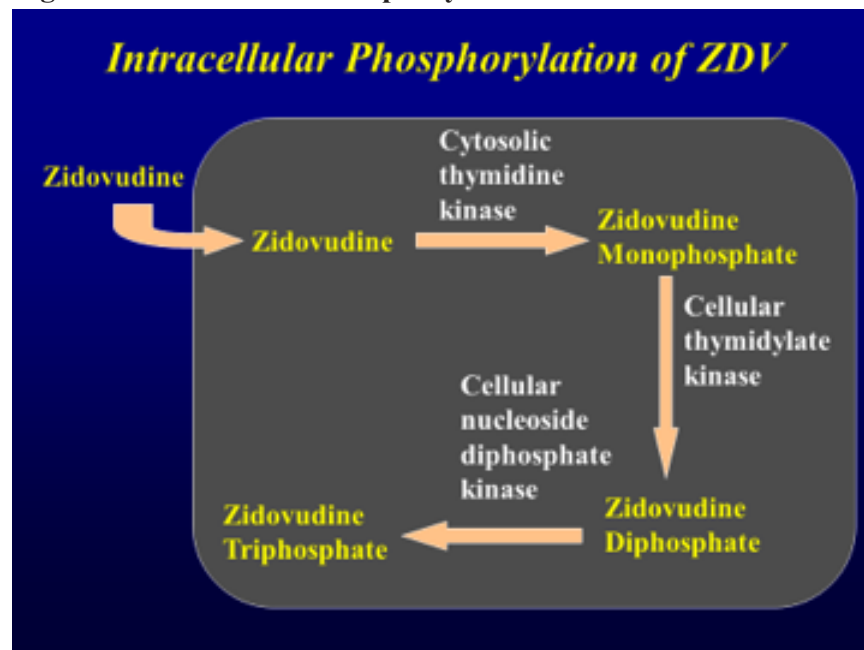 Intracellular Phosphorylation of ZDV
Zidovudine
Zidovudine
Cytosolic
thymidine
kinase
Zidovudine
Monophosphate
Cellular
thymidylate
kinase
Zidovudine
Diphosphate
Cellular
nucleoside
diphosphate
kinase
Zidovudine
Triphosphate